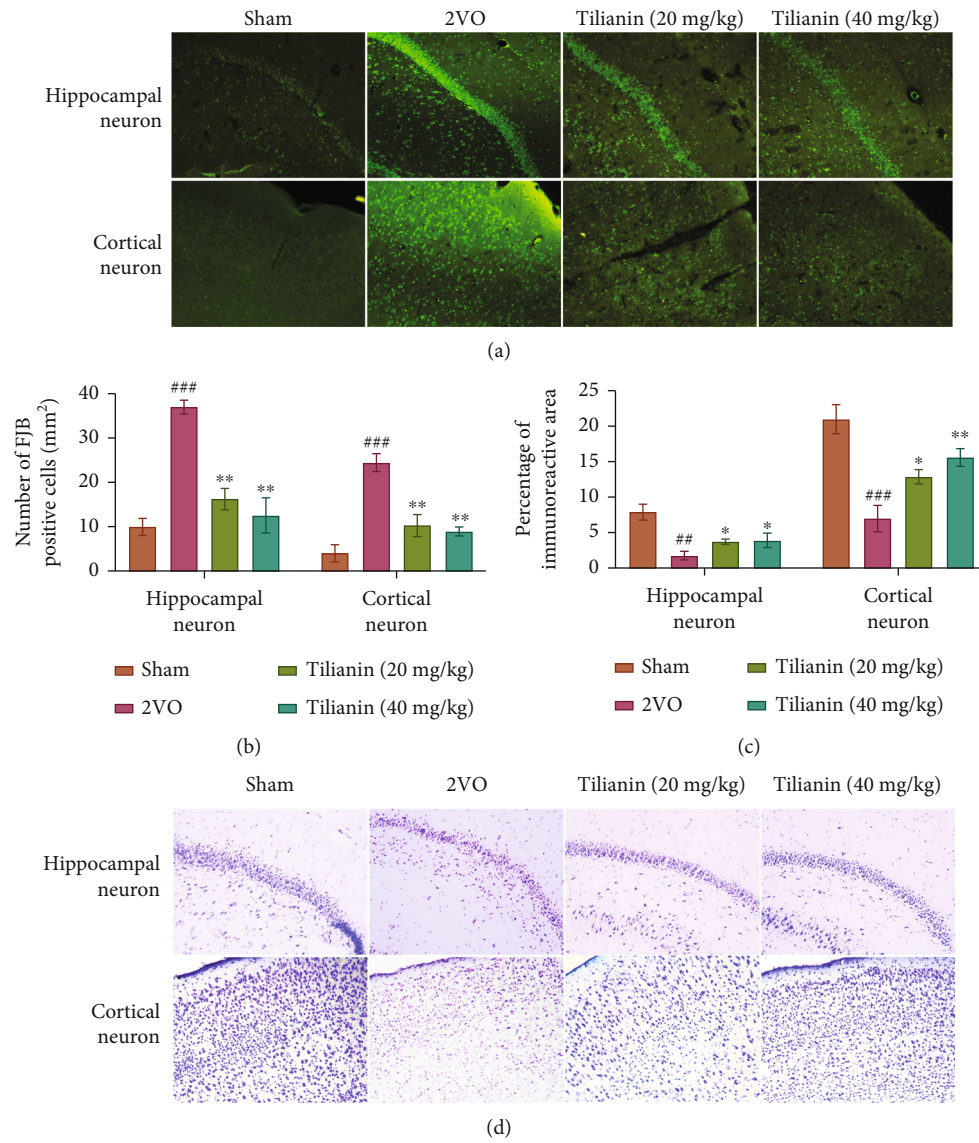 Sham 2VO Tilianin (20 mg/kg) Tilianin (40 mg/kg)
Hippocampal
neuron
Cortical
neuron
(a)
Number of FJB
positive cells (mm²)
40
30
20
10
0
###
**
**
###
**
**
Hippocampal
neuron
Cortical
neuron
Sham
Tilianin (20 mg/kg)
2VO
Tilianin (40 mg/kg)
(b)
Percentage of
immunoreactive area
25
20
15
10
5
0
##
*
*
###
*
**
Hippocampal
neuron
Cortical
neuron
Sham
Tilianin (20 mg/kg)
2VO
Tilianin (40 mg/kg)
(c)
Sham 2VO Tilianin (20 mg/kg) Tilianin (40 mg/kg)
Hippocampal
neuron
Cortical
neuron
(d)